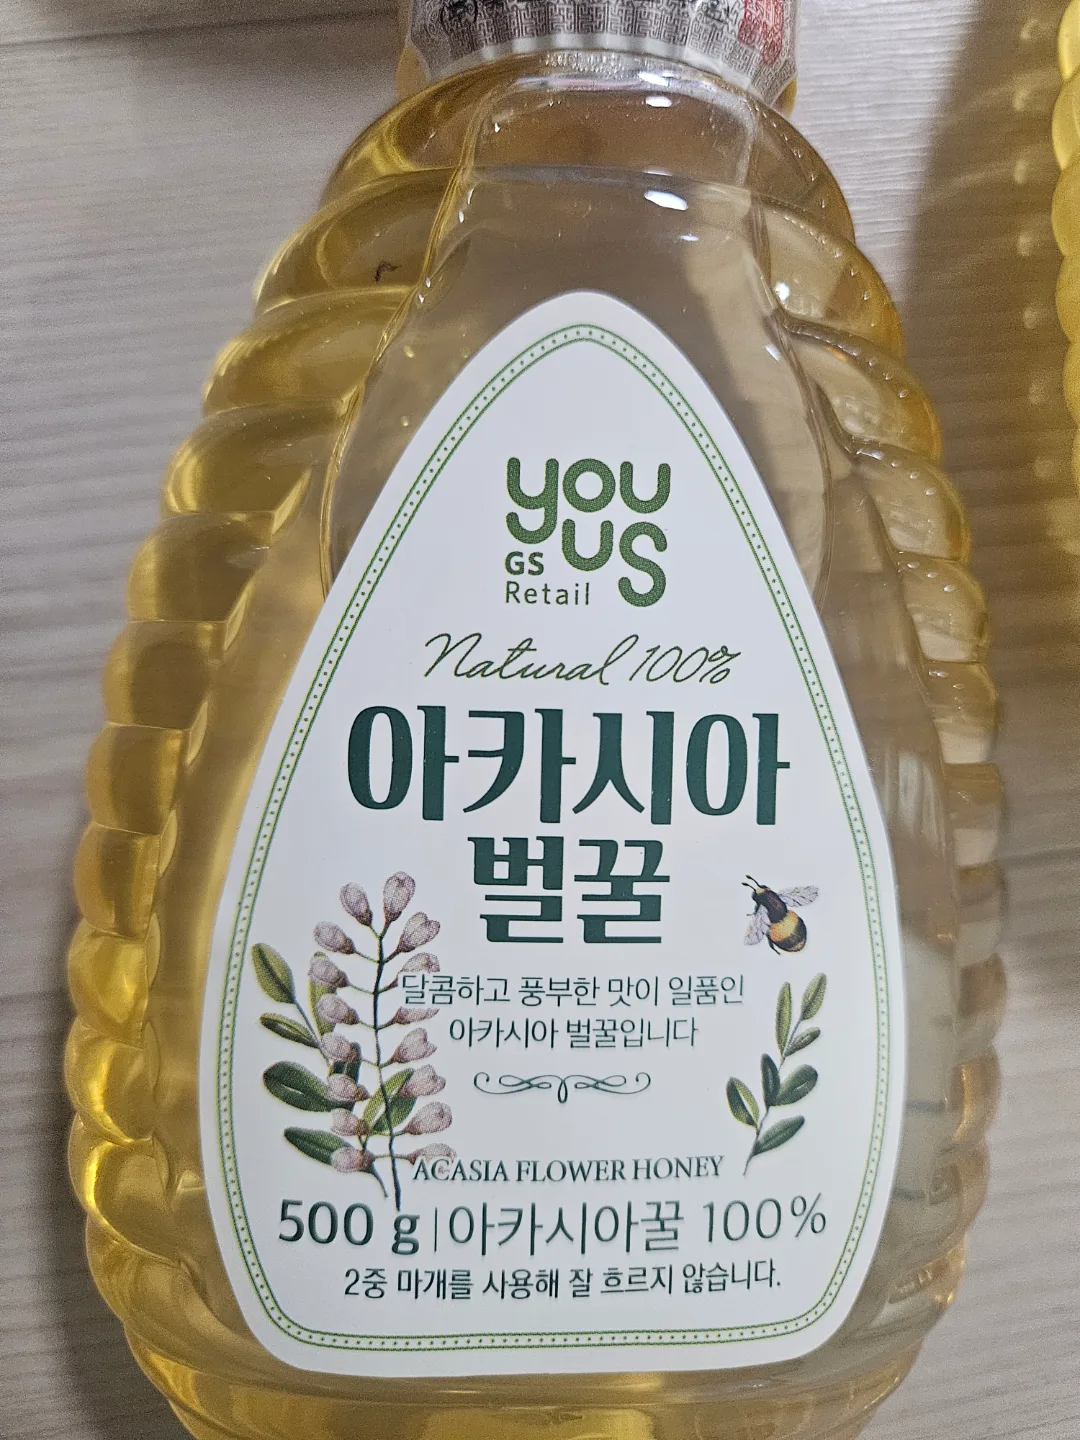 you
us
GS
Retail
Natural 100%
아카시아
벌꿀
달콤하고 풍부한 맛이 일품인
아카시아 벌꿀입니다
ACASIA FLOWER HONEY
500 g | 아카시아꿀 100%
2중 마개를 사용해 잘 흐르지 않습니다.